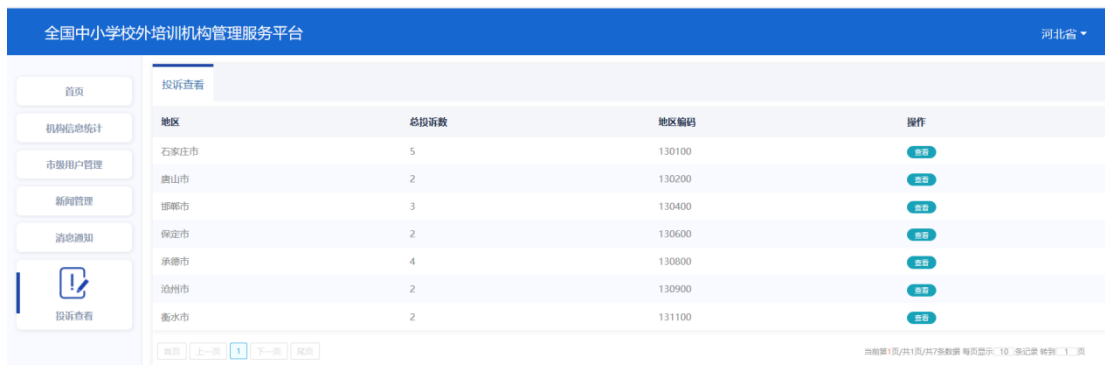 全国中小学校外培训机构管理服务平台 河北省
首页
机构信息统计
市级用户管理
新闻管理
消息通知
投诉查看
投诉查看
地区 总投诉数 地区编码 操作
石家庄市 5 130100 查看
唐山市 2 130200 查看
邯郸市 3 130400 查看
保定市 2 130600 查看
承德市 4 130800 查看
沧州市 2 130900 查看
衡水市 2 131100 查看
首页 上一页 1 下一页 尾页 当前第1页/共1页/共7条数据 每页显示 10 条记录 转到 1 页